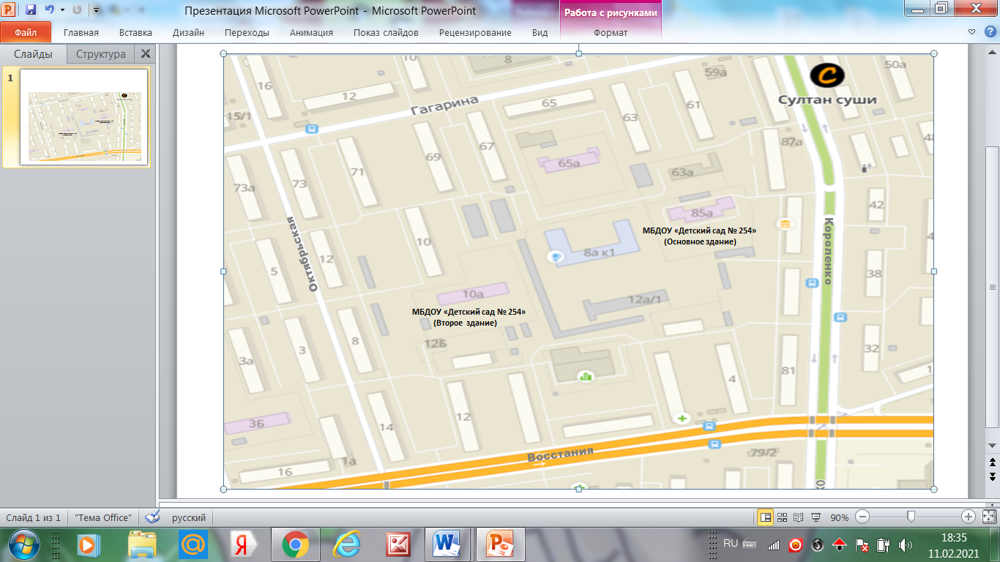 Презентация Microsoft PowerPoint - Microsoft PowerPoint
Работа с рисунками
Файл
Главная
Вставка
Дизайн
Переходы
Анимация
Показ слайдов
Рецензирование
Вид
Формат
Слайды
Структура
1
10
8
16
12
59а
50а
Султан суши
Гагарина
65
61
63
15/1
87а
69
67
65а
63а
73а
73
71
42
85а
МБДОУ «Детский сад № 254»
(Основное здание)
Октябрьская
Короленко
10
8а к1
12
5
38
10а
12а/1
МБДОУ «Детский сад № 254»
(Второе здание)
12Б
8
3
3а
32
81
4
3Б
14
12
Восстания
79/2
1а
16
Слайд 1 из 1
"Тема Office"
русский
90%
RU
18:35
11.02.2021